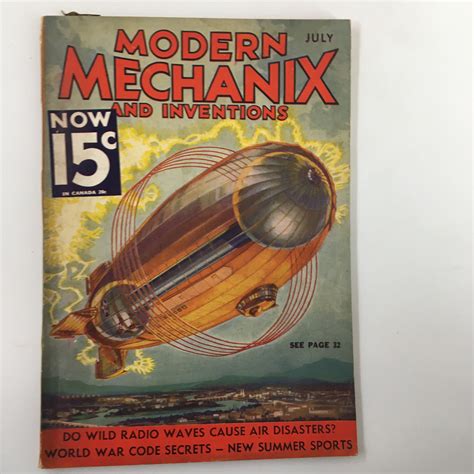 MODERN
JULY
MECHANIX
AND INVENTIONS
NOW
15c
IN CANADA 20c
SEE PAGE 32
DO WILD RADIO WAVES CAUSE AIR DISASTERS?
WORLD WAR CODE SECRETS – NEW SUMMER SPORTS